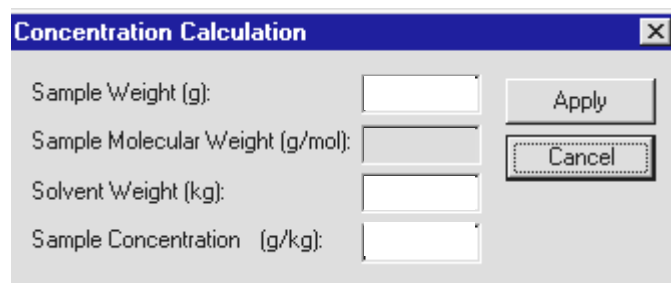 Concentration Calculation
Sample Weight (g):
Apply
Sample Molecular Weight (g/mol):
Cancel
Solvent Weight (kg):
Sample Concentration (g/kg):